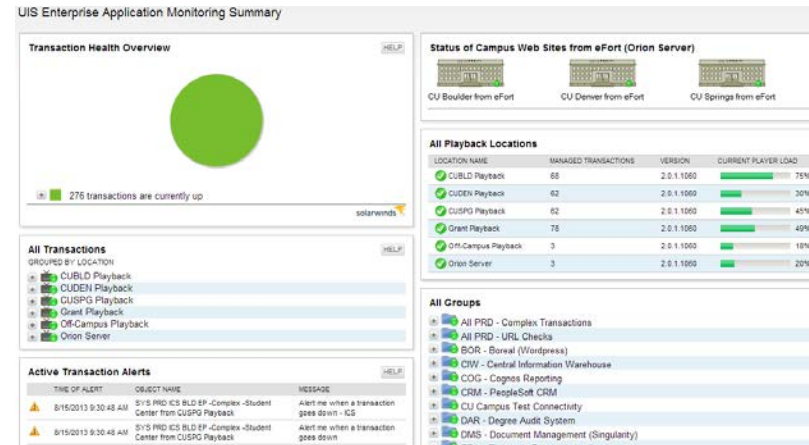 UIS Enterprise Application Monitoring Summary
Transaction Health Overview
HELP
276 transactions are currently up
solarwinds
All Transactions
HELP
GROUPED BY LOCATION
CUBLD Playback
CUDEN Playback
CUSPG Playback
Grant Playback
Off-Campus Playback
Orion Server
Active Transaction Alerts
HELP
TIME OF ALERT OBJECT NAME MESSAGE
8/15/2013 9:30:48 AM SYS PRD ICS BLD EP -Complex -Student Center from CUSPG Playback Alert me when a transaction goes down - ICS
8/15/2013 9:30:48 AM SYS PRD ICS BLD EP -Complex -Student Center from CUSPG Playback Alert me when a transaction goes down
Status of Campus Web Sites from eFort (Orion Server)
CU Boulder from eFort CU Denver from eFort CU Springs from eFort
All Playback Locations
LOCATION NAME MANAGED TRANSACTIONS VERSION CURRENT PLAYER LOAD
CUBLD Playback 68 2.0.1.1060 75%
CUDEN Playback 62 2.0.1.1060 30%
CUSPG Playback 62 2.0.1.1060 45%
Grant Playback 78 2.0.1.1060 49%
Off-Campus Playback 3 2.0.1.1060 18%
Orion Server 3 2.0.1.1060 20%
All Groups
All PRD - Complex Transactions
All PRD - URL Checks
BOR - Boreal (Wordpress)
CIW - Central Information Warehouse
COG - Cognos Reporting
CRM - PeopleSoft CRM
CU Campus Test Connectivity
DAR - Degree Audit System
DMS - Document Management (Singularity)